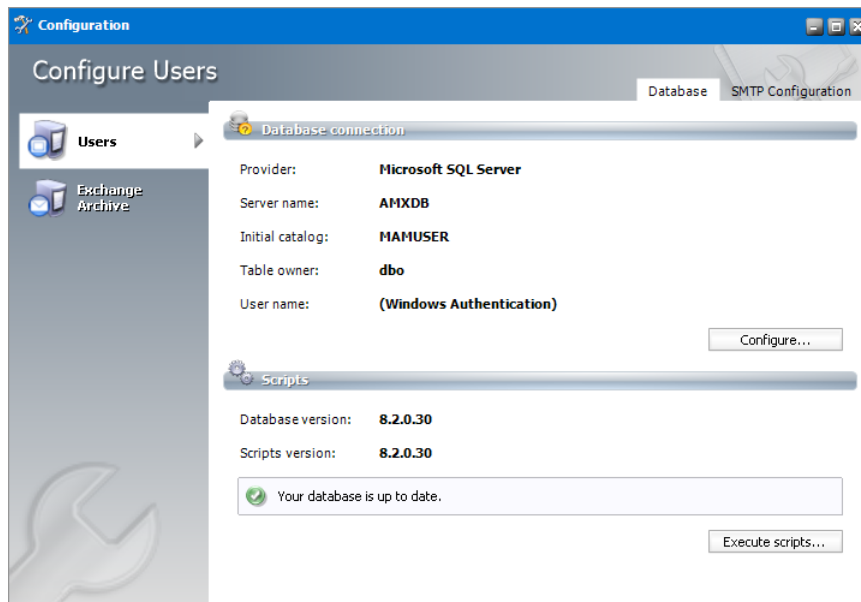 Configuration
Configure Users
Database
SMTP Configuration
Users
Exchange
Archive
Database connection
Provider: Microsoft SQL Server
Server name: AMXDB
Initial catalog: MAMUSER
Table owner: dbo
User name: (Windows Authentication)
Configure...
Scripts
Database version: 8.2.0.30
Scripts version: 8.2.0.30
Your database is up to date.
Execute scripts...